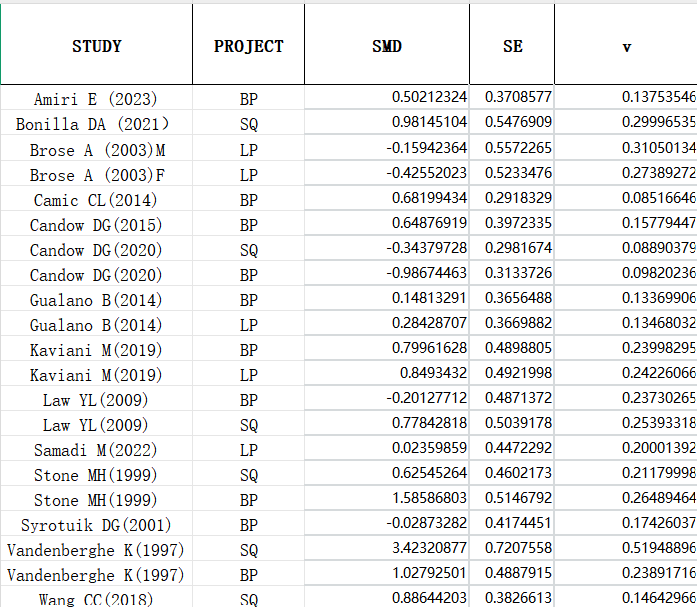 STUDY PROJECT SMD SE v
Amiri E (2023) BP 0.50212324 0.3708577 0.13753546
Bonilla DA (2021） SQ 0.98145104 0.5476909 0.29996535
Brose A (2003)M LP -0.15942364 0.5572265 0.31050134
Brose A (2003)F LP -0.42552023 0.5233476 0.27389272
Camic CL(2014) BP 0.68199434 0.2918329 0.08516646
Candow DG(2015) BP 0.64876919 0.3972335 0.15779447
Candow DG(2020) SQ -0.34379728 0.2981674 0.08890379
Candow DG(2020) BP -0.98674463 0.3133726 0.09820236
Gualano B(2014) BP 0.14813291 0.3656488 0.13369906
Gualano B(2014) LP 0.28428707 0.3669882 0.13468032
Kaviani M(2019) BP 0.79961628 0.4898805 0.23998295
Kaviani M(2019) LP 0.8493432 0.4921998 0.24226066
Law YL(2009) BP -0.20127712 0.4871372 0.23730265
Law YL(2009) SQ 0.77842818 0.5039178 0.25393318
Samadi M(2022) LP 0.02359859 0.4472292 0.20001392
Stone MH(1999) SQ 0.62545264 0.4602173 0.21179998
Stone MH(1999) BP 1.58586803 0.5146792 0.26489464
Syrotuik DG(2001) BP -0.02873282 0.4174451 0.17426037
Vandenberghe K(1997) SQ 3.42320877 0.7207558 0.51948896
Vandenberghe K(1997) BP 1.02792501 0.4887915 0.23891716
Wang CC(2018) SQ 0.88644203 0.3826613 0.14642966